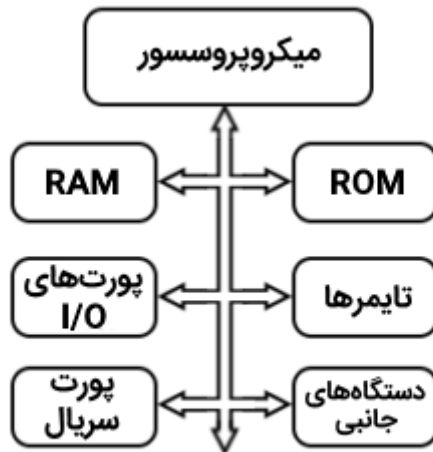 میکروپروسسور
RAM
ROM
پورت‌های
I/O
تایمرها
پورت
سریال
دستگاه‌های
جانبی